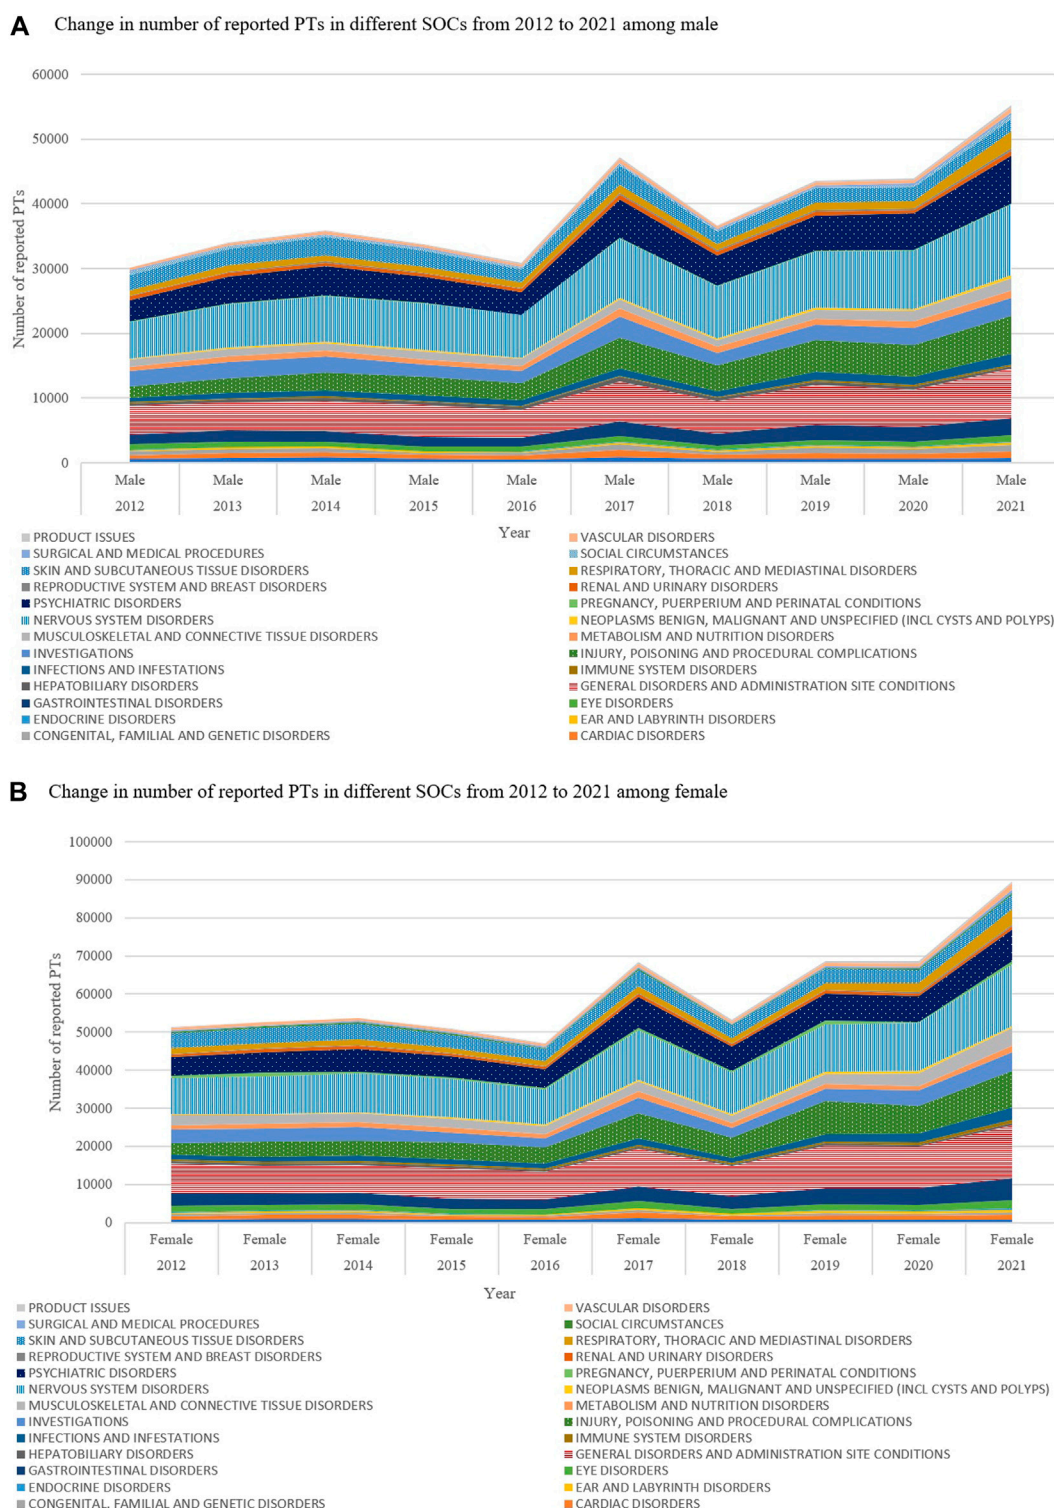 A Change in number of reported PTs in different SOCs from 2012 to 2021 among male
60000
50000
40000
30000
20000
10000
0
Number of reported PTs
Male Male Male Male Male Male Male Male Male Male
2012 2013 2014 2015 2016 2017 2018 2019 2020 2021
Year
PRODUCT ISSUES VASCULAR DISORDERS
SURGICAL AND MEDICAL PROCEDURES SOCIAL CIRCUMSTANCES
SKIN AND SUBCUTANEOUS TISSUE DISORDERS RESPIRATORY, THORACIC AND MEDIASTINAL DISORDERS
REPRODUCTIVE SYSTEM AND BREAST DISORDERS RENAL AND URINARY DISORDERS
PSYCHIATRIC DISORDERS PREGNANCY, PUERPERIUM AND PERINATAL CONDITIONS
NERVOUS SYSTEM DISORDERS NEOPLASMS BENIGN, MALIGNANT AND UNSPECIFIED (INCL CYSTS AND POLYPS)
MUSCULOSKELETAL AND CONNECTIVE TISSUE DISORDERS METABOLISM AND NUTRITION DISORDERS
INVESTIGATIONS INJURY, POISONING AND PROCEDURAL COMPLICATIONS
INFECTIONS AND INFESTATIONS IMMUNE SYSTEM DISORDERS
HEPATOBILIARY DISORDERS GENERAL DISORDERS AND ADMINISTRATION SITE CONDITIONS
GASTROINTESTINAL DISORDERS EYE DISORDERS
ENDOCRINE DISORDERS EAR AND LABYRINTH DISORDERS
CONGENITAL, FAMILIAL AND GENETIC DISORDERS CARDIAC DISORDERS
B Change in number of reported PTs in different SOCs from 2012 to 2021 among female
100000
90000
80000
70000
60000
50000
40000
30000
20000
10000
0
Number of reported PTs
Female Female Female Female Female Female Female Female Female Female
2012 2013 2014 2015 2016 2017 2018 2019 2020 2021
Year
PRODUCT ISSUES VASCULAR DISORDERS
SURGICAL AND MEDICAL PROCEDURES SOCIAL CIRCUMSTANCES
SKIN AND SUBCUTANEOUS TISSUE DISORDERS RESPIRATORY, THORACIC AND MEDIASTINAL DISORDERS
REPRODUCTIVE SYSTEM AND BREAST DISORDERS RENAL AND URINARY DISORDERS
PSYCHIATRIC DISORDERS PREGNANCY, PUERPERIUM AND PERINATAL CONDITIONS
NERVOUS SYSTEM DISORDERS NEOPLASMS BENIGN, MALIGNANT AND UNSPECIFIED (INCL CYSTS AND POLYPS)
MUSCULOSKELETAL AND CONNECTIVE TISSUE DISORDERS METABOLISM AND NUTRITION DISORDERS
INVESTIGATIONS INJURY, POISONING AND PROCEDURAL COMPLICATIONS
INFECTIONS AND INFESTATIONS IMMUNE SYSTEM DISORDERS
HEPATOBILIARY DISORDERS GENERAL DISORDERS AND ADMINISTRATION SITE CONDITIONS
GASTROINTESTINAL DISORDERS EYE DISORDERS
ENDOCRINE DISORDERS EAR AND LABYRINTH DISORDERS
CONGENITAL, FAMILIAL AND GENETIC DISORDERS CARDIAC DISORDERS